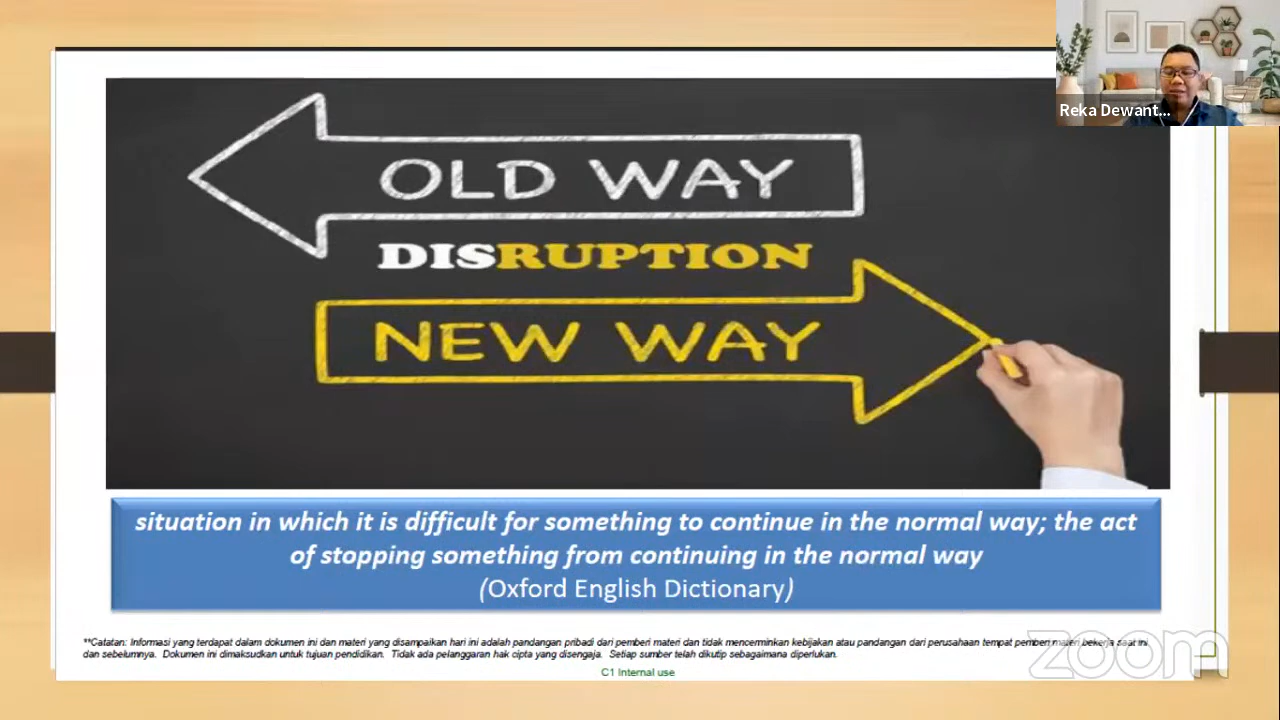 Reka Dewant...
OLD WAY
DISRUPTION
NEW WAY
situation in which it is difficult for something to continue in the normal way; the act
of stopping something from continuing in the normal way
(Oxford English Dictionary)
**Catatan: Informasi yang terdapat dalam dokumen ini dan materi yang disampaikan hari ini adalah pandangan pribadi dari pemberi materi dan tidak mencerminkan kebijakan atau pandangan dari perusahaan tempat pemberi materi bekerja saat ini
dan sebelumnya. Dokumen ini dimaksudkan untuk tujuan pendidikan. Tidak ada pelanggaran hak cipta yang disengaja. Setiap sumber telah dikutip sebagaimana diperlukan.
zoom
C1 Internal use